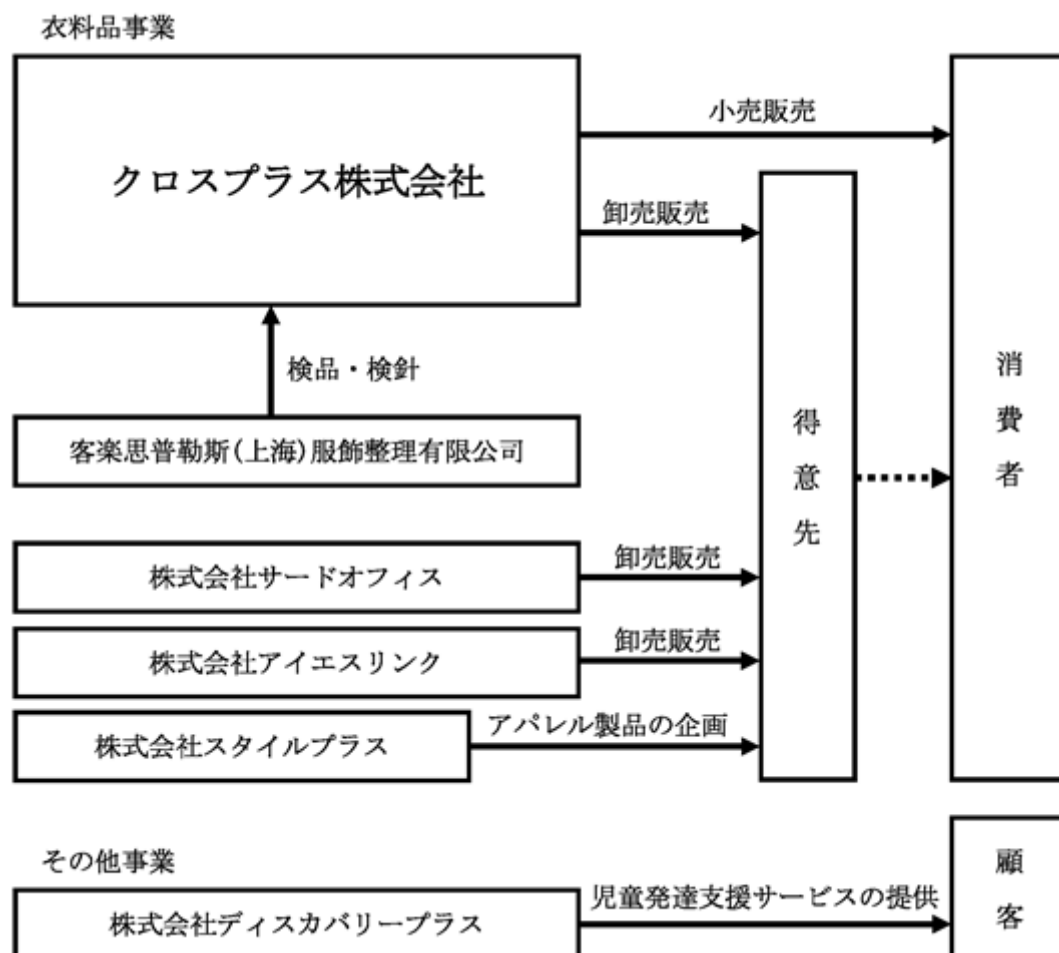 衣料品事業
クロスプラス株式会社
小売販売
卸売販売
検品・検針
客楽思普勒斯(上海)服飾整理有限公司
株式会社サードオフィス
卸売販売
株式会社アイエスリンク
卸売販売
株式会社スタイルプラス
アパレル製品の企画
得意先
消費者
その他事業
株式会社ディスカバリープラス
児童発達支援サービスの提供
顧客